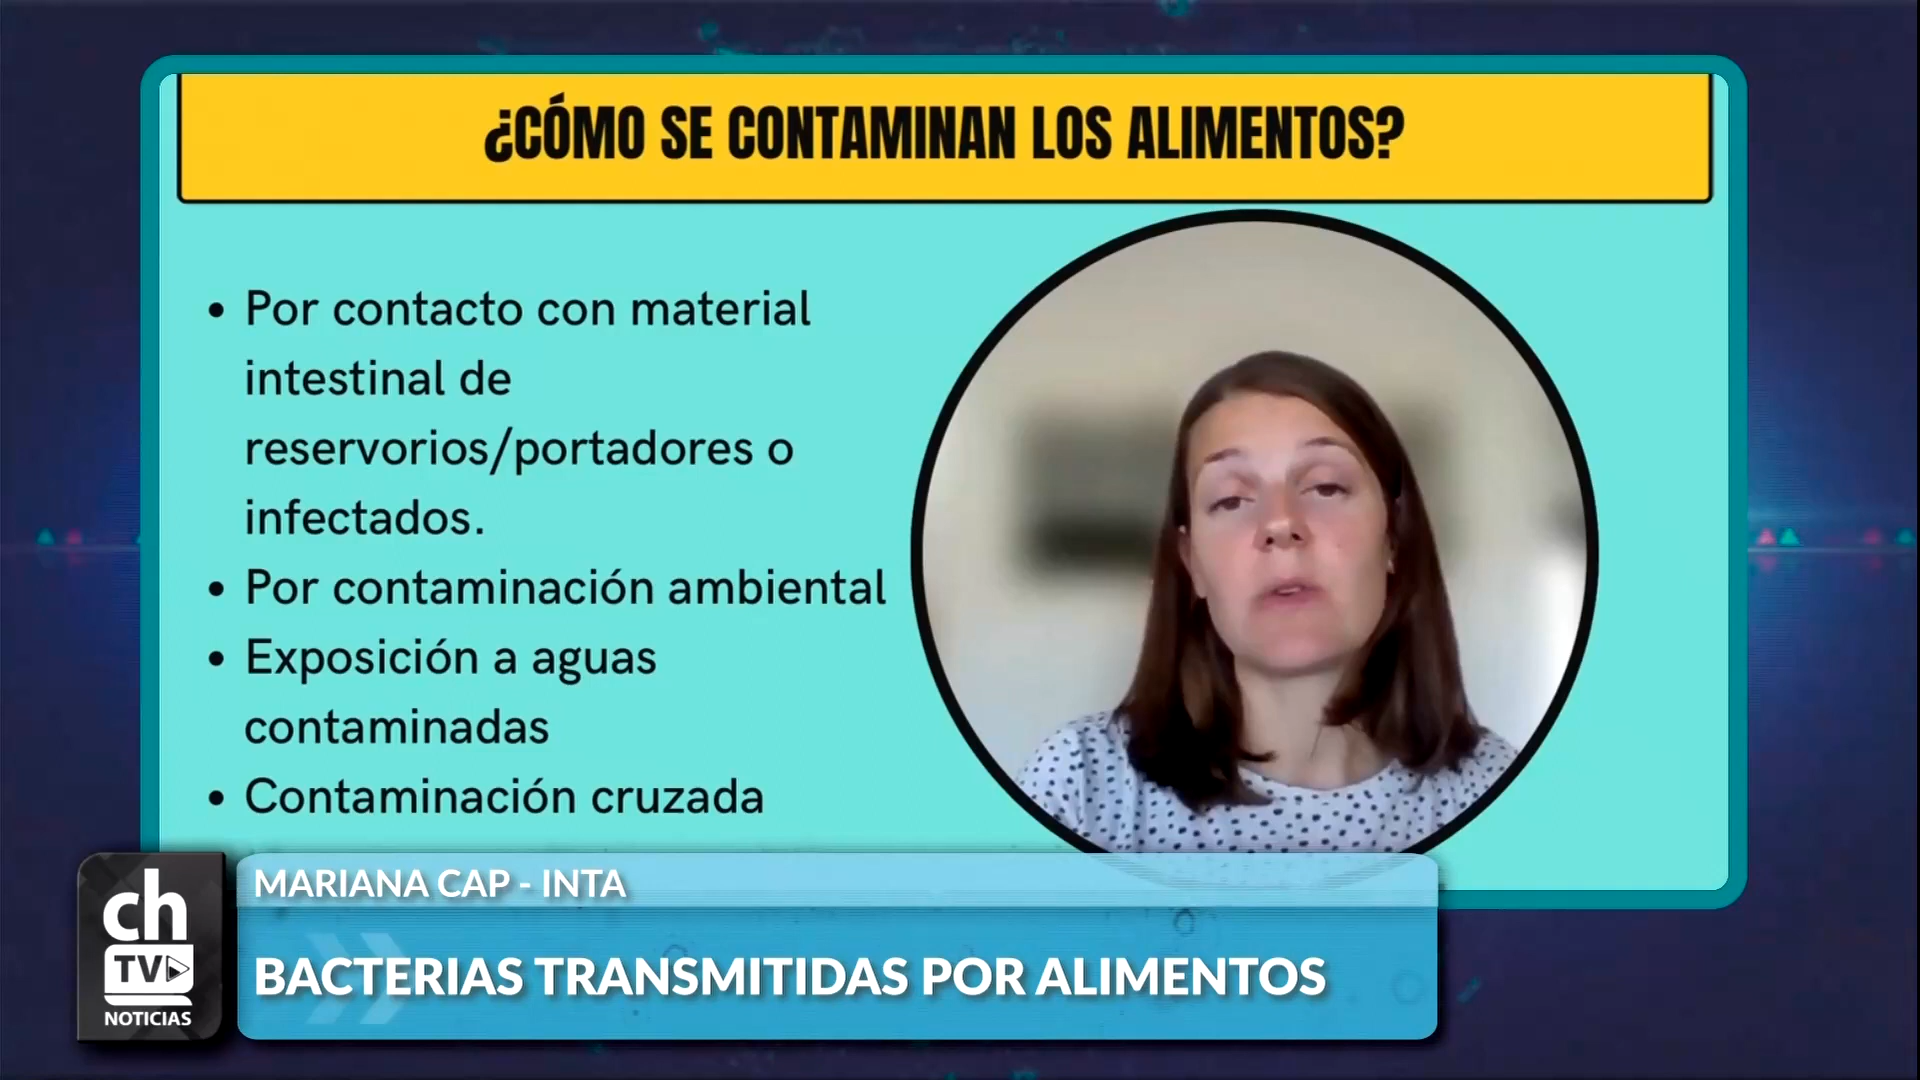 ¿CÓMO SE CONTAMINAN LOS ALIMENTOS?
• Por contacto con material
intestinal de
reservorios/portadores o
infectados.
• Por contaminación ambiental
• Exposición a aguas
contaminadas
• Contaminación cruzada
MARIANA CAP - INTA
BACTERIAS TRANSMITIDAS POR ALIMENTOS
ch
TV
NOTICIAS